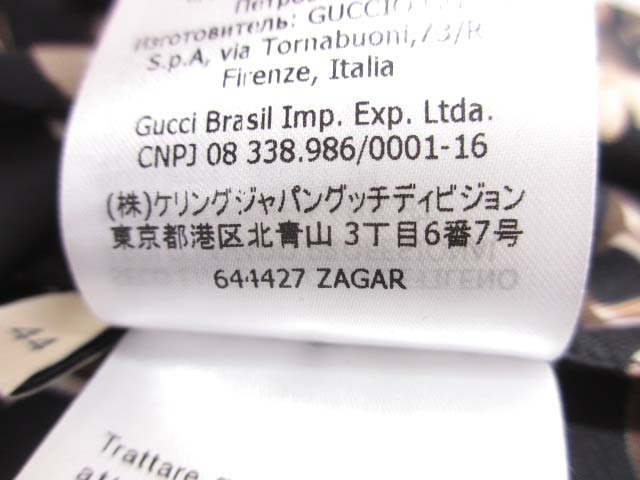 Изготовитель: GUCCIO
S.p.A, via Tornabuoni,73/R
Firenze, Italia
Gucci Brasil Imp. Exp. Ltda.
CNPJ 08 338.986/0001-16
(株)ケリングジャパングッチディビジョン
東京都港区北青山 3丁目6番7号
644427 ZAGAR
44
Trattare